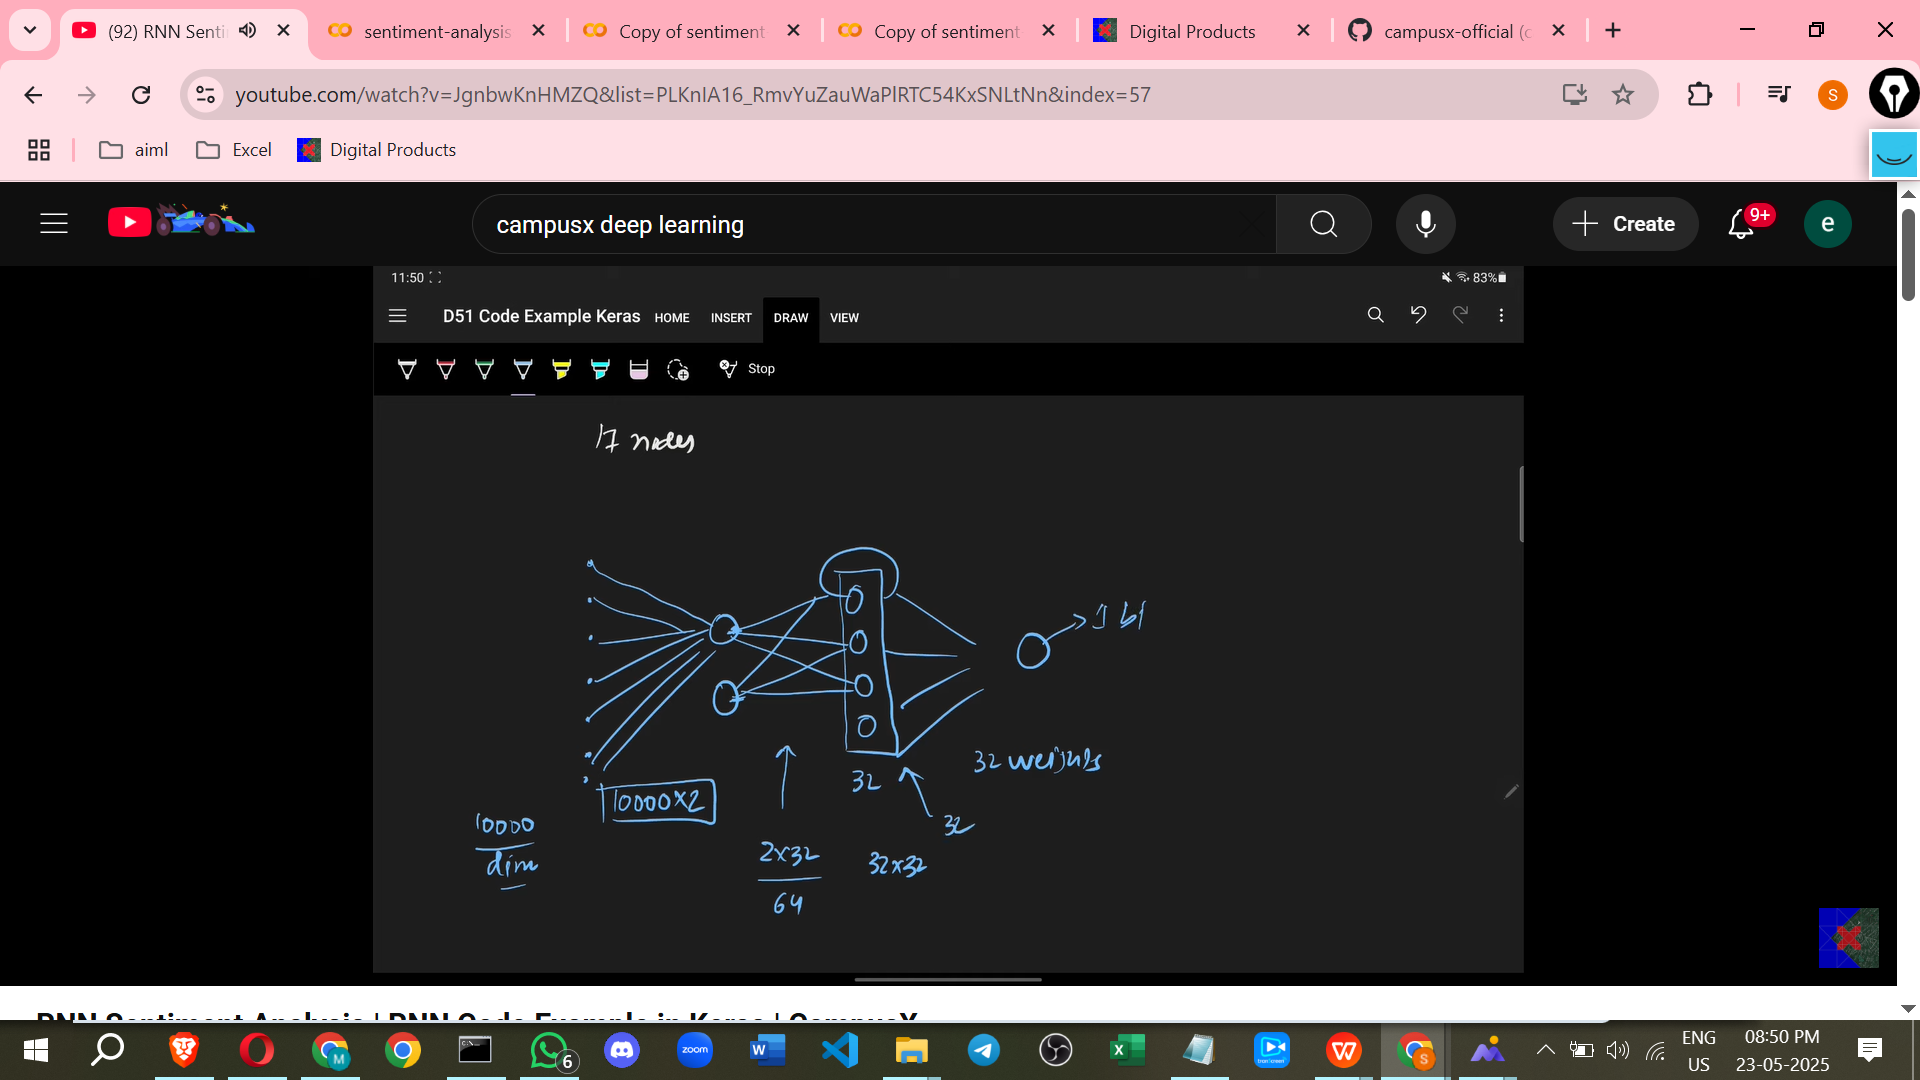 (92) RNN Senti
sentiment-analysis
Copy of sentiment
Copy of sentiment
Digital Products
campusx-official (c
youtube.com/watch?v=JgnbwKnHMZQ&list=PLKnIA16_RmvYuZauWaPlRTC54KxSNLtNn&index=57
S
aiml
Excel
Digital Products
campusx deep learning
Create
9+
e
11:50
83%
D51 Code Example Keras
HOME
INSERT
DRAW
VIEW
Stop
17 nodes
10000x2
10000
dim
2x32
64
32
32x32
32
32 weights
RNN Sentiment Analysis | RNN Code Example in Keras | CampusX
M
zoom
6
S
ENG
US
08:50 PM
23-05-2025